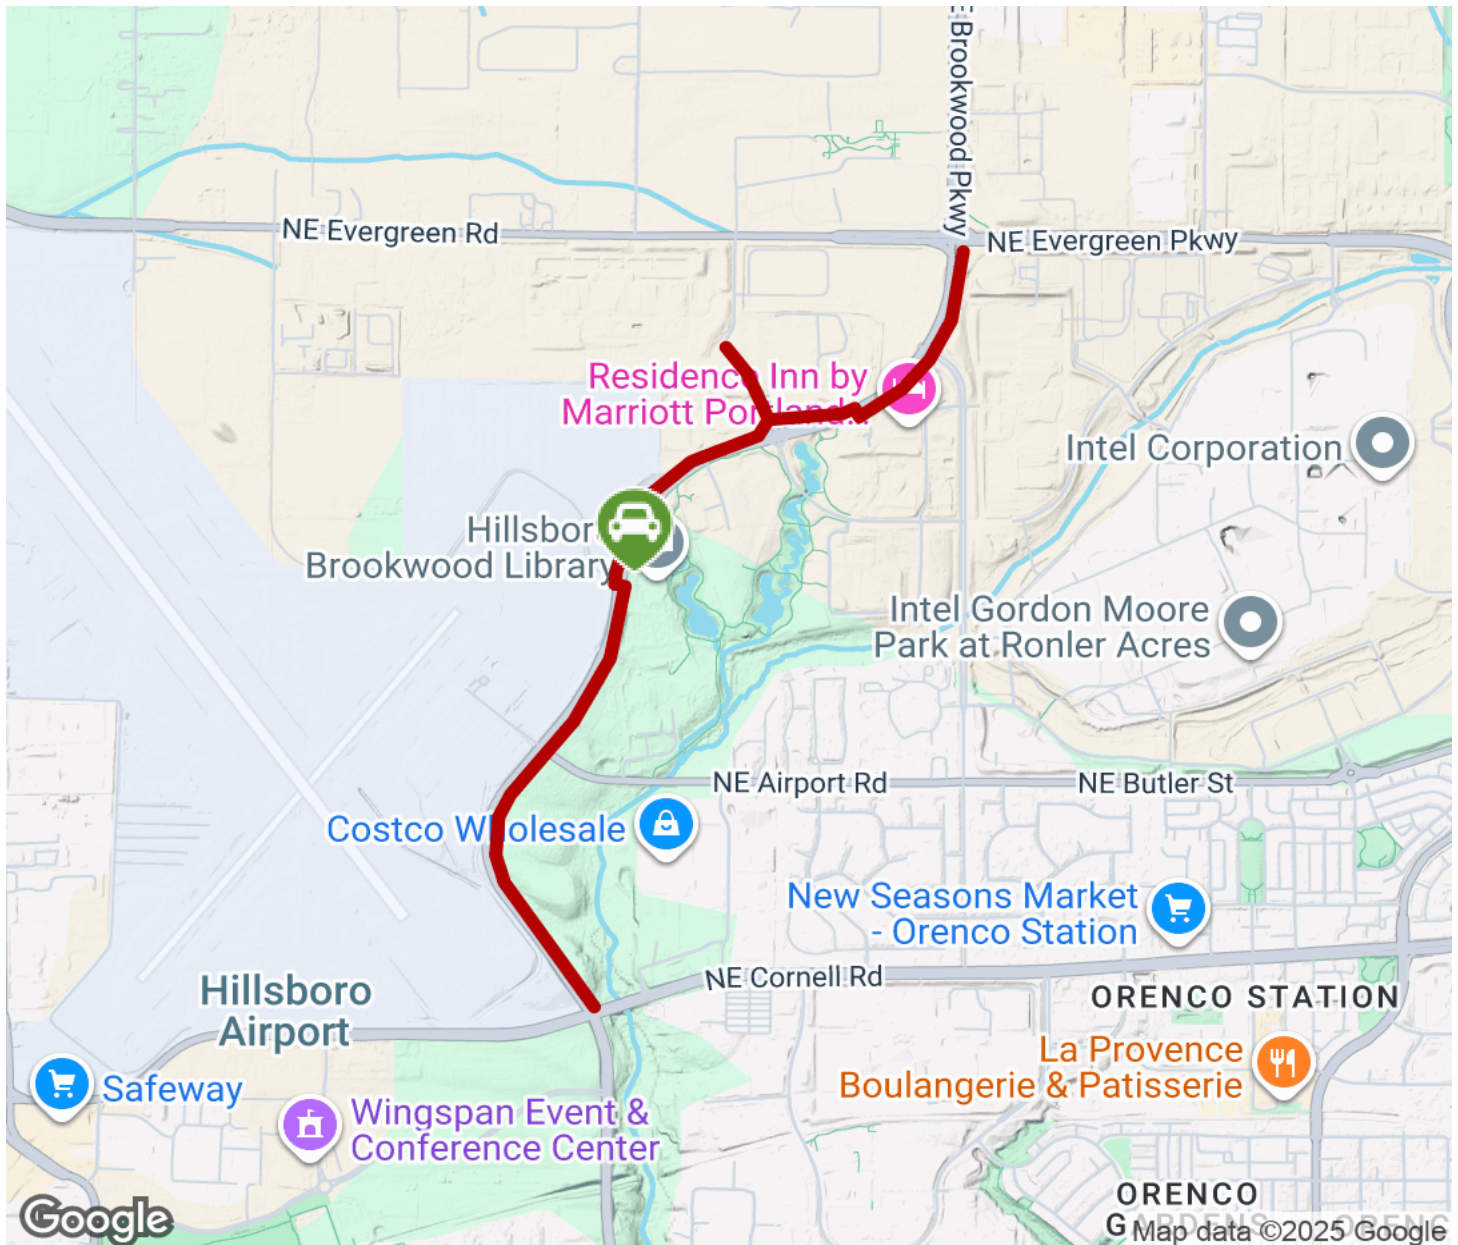 E Brookwood Pkwy
NE Evergreen Rd
NE Evergreen Pkwy
Residence Inn by
Marriott Portland...
Intel Corporation
Hillsboro
Brookwood Library
Intel Gordon Moore
Park at Ronler Acres
NE Airport Rd
NE Butler St
Costco Wholesale
New Seasons Market
- Orenco Station
NE Cornell Rd
Hillsboro
Airport
ORENCO STATION
La Provence
Boulangerie & Patisserie
Safeway
Wingspan Event &
Conference Center
ORENCO
GARDENS
Google
Map data ©2025 Google